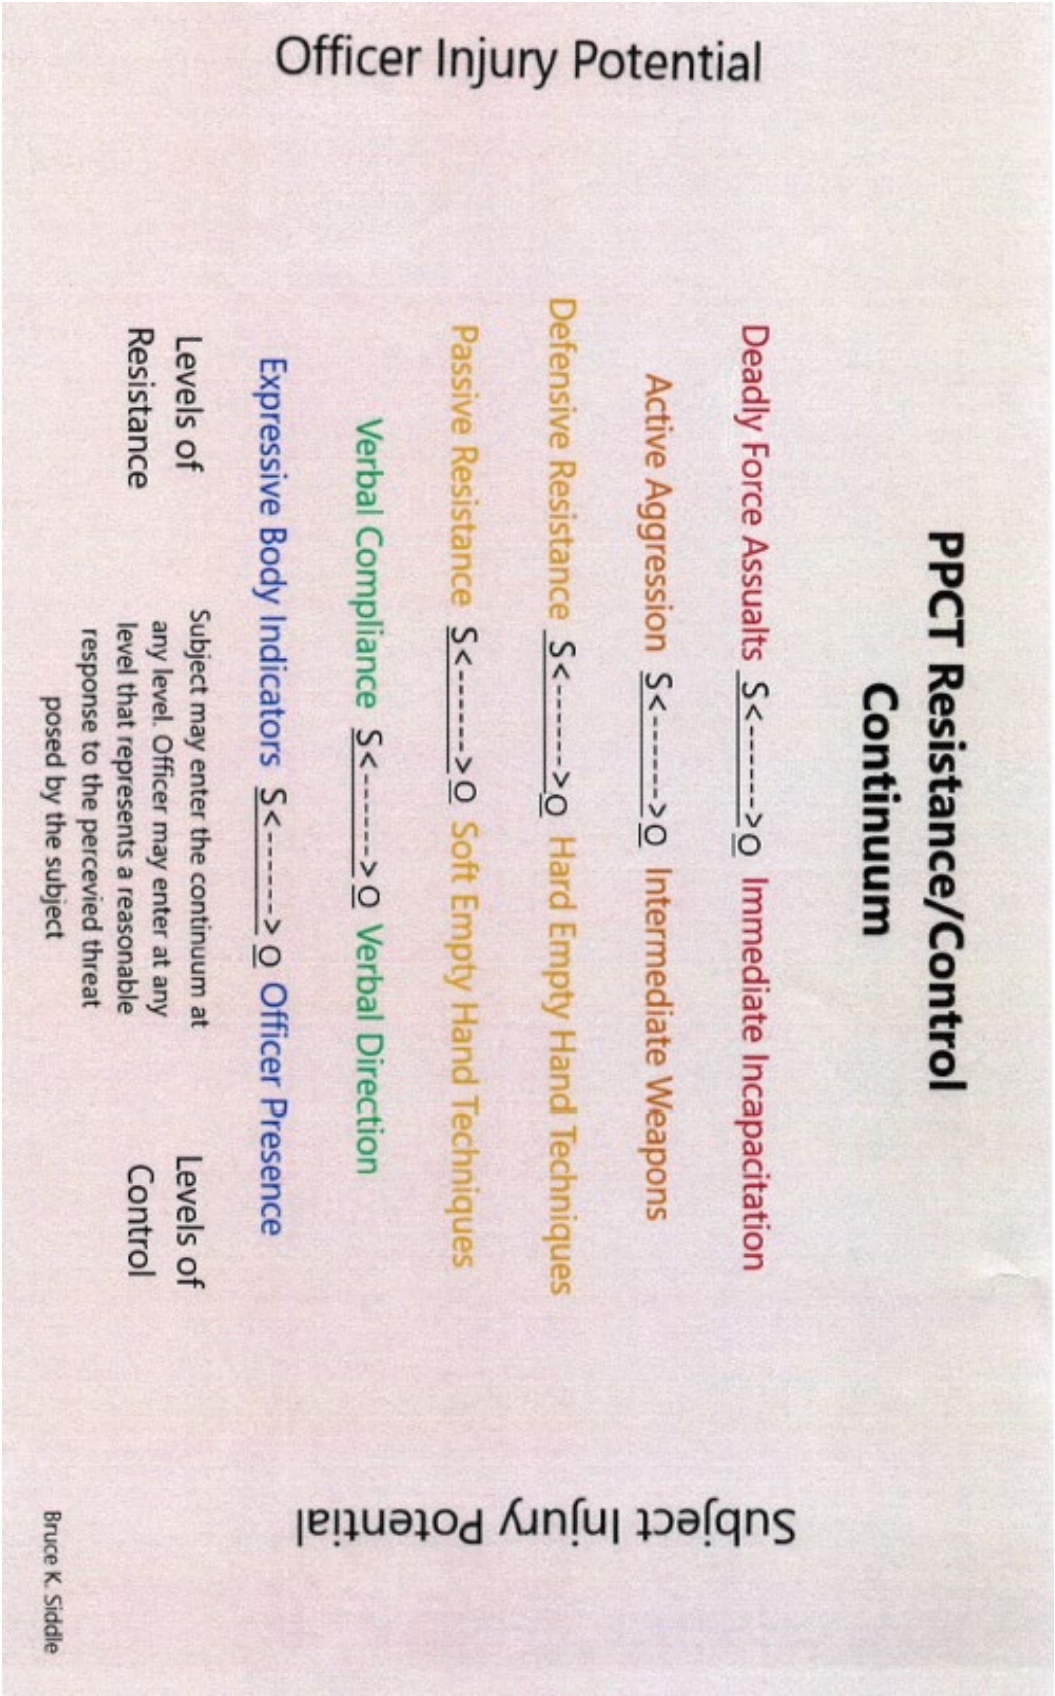 PPCT Resistance/Control
Continuum
Officer Injury Potential
Deadly Force Assualts S<------>O Immediate Incapacitation
Active Aggression S<------>O Intermediate Weapons
Defensive Resistance S<------>O Hard Empty Hand Techniques
Passive Resistance S<------>O Soft Empty Hand Techniques
Verbal Compliance S<------>O Verbal Direction
Expressive Body Indicators S<------> O Officer Presence
Subject Injury Potential
Levels of
Resistance
Subject may enter the continuum at
any level. Officer may enter at any
level that represents a reasonable
response to the percevied threat
posed by the subject
Levels of
Control
Bruce K. Siddle